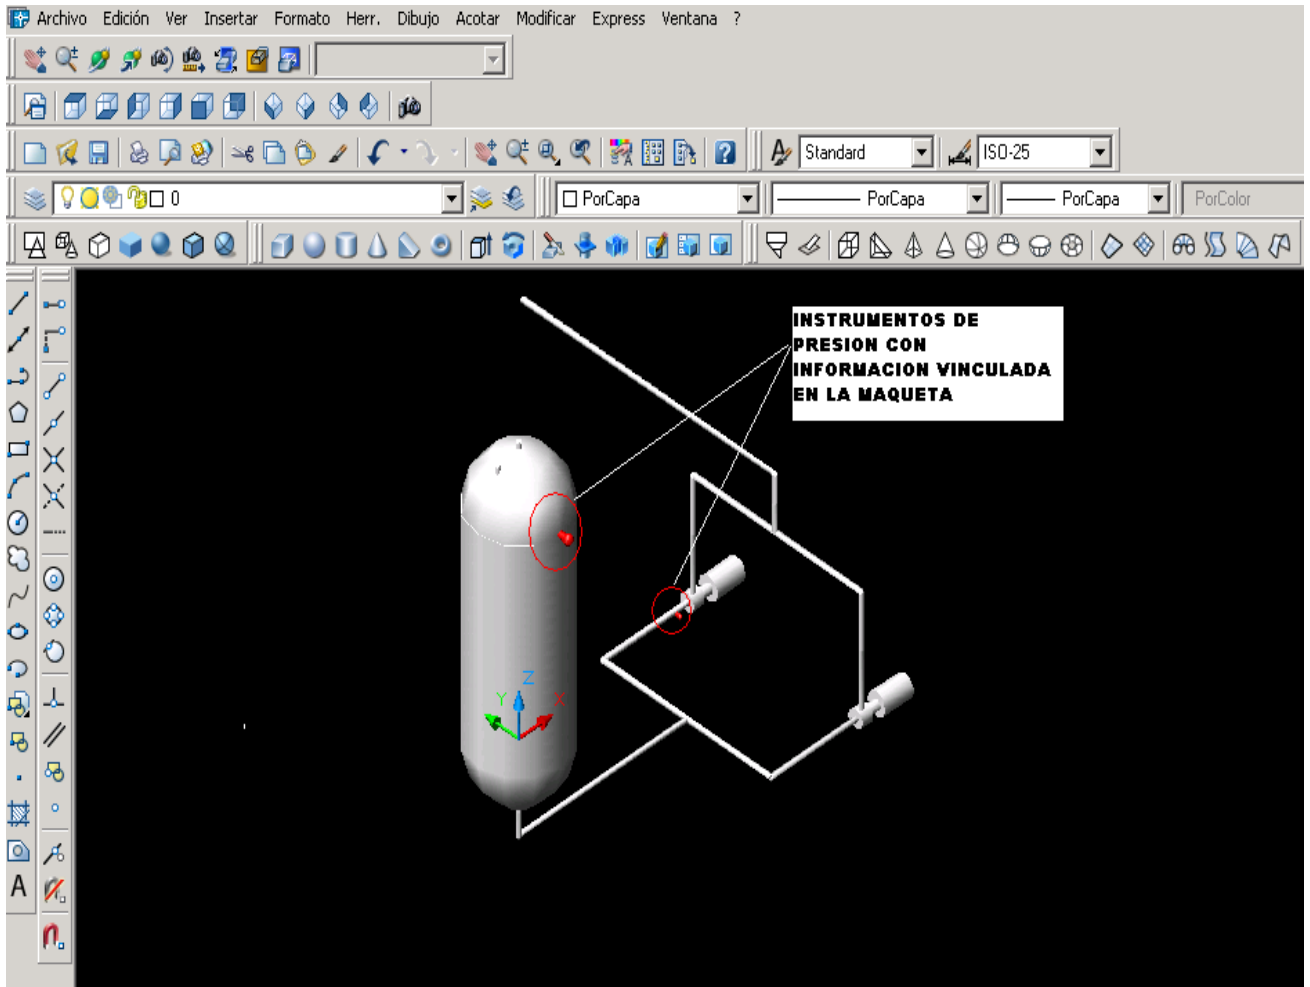 Archivo Edición Ver Insertar Formato Herr. Dibujo Acotar Modificar Express Ventana ?
Standard ISO-25
0 PorCapa PorCapa PorCapa PorColor
INSTRUMENTOS DE
PRESION CON
INFORMACION VINCULADA
EN LA MAQUETA
Z
Y X
A